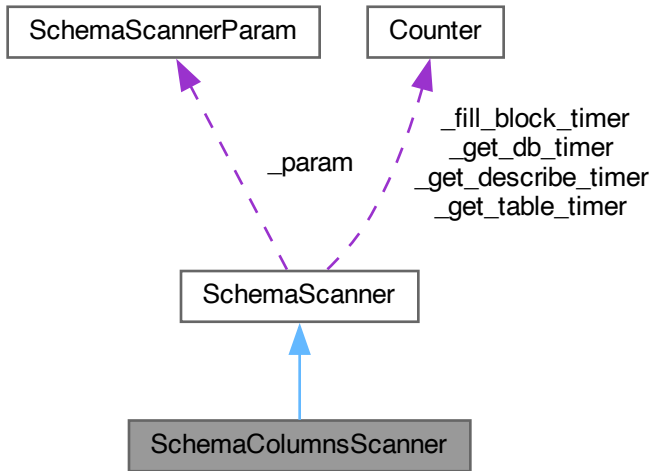 SchemaScannerParam
Counter
_param
_fill_block_timer
_get_db_timer
_get_describe_timer
_get_table_timer
SchemaScanner
SchemaColumnsScanner